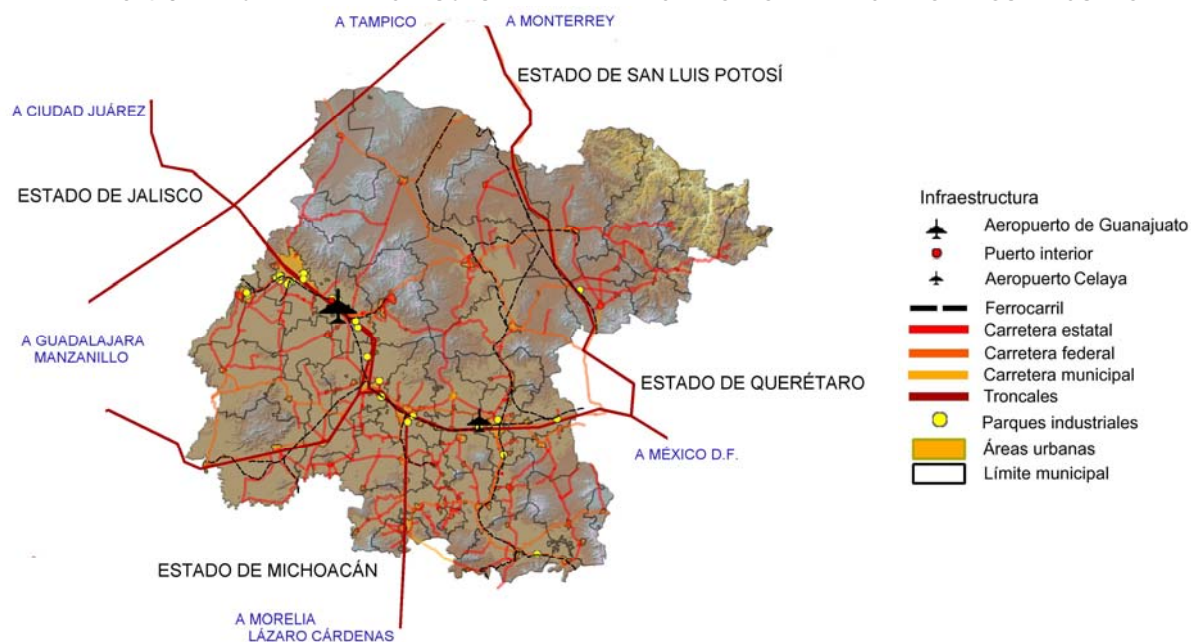 A TAMPICO
A MONTERREY
ESTADO DE SAN LUIS POTOSÍ
A CIUDAD JUÁREZ
ESTADO DE JALISCO
A GUADALAJARA
MANZANILLO
ESTADO DE QUERÉTARO
A MÉXICO D.F.
ESTADO DE MICHOACÁN
A MORELIA
LÁZARO CÁRDENAS
Infraestructura
Aeropuerto de Guanajuato
Puerto interior
Aeropuerto Celaya
Ferrocarril
Carretera estatal
Carretera federal
Carretera municipal
Troncales
Parques industriales
Áreas urbanas
Límite municipal